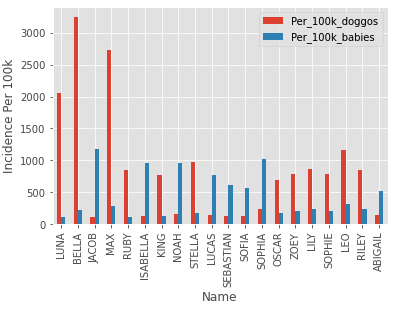 Per_100k_doggos
Per_100k_babies
Incidence Per 100k
3000
2500
2000
1500
1000
500
0
LUNA
BELLA
JACOB
MAX
RUBY
ISABELLA
KING
NOAH
STELLA
LUCAS
SEBASTIAN
SOFIA
SOPHIA
OSCAR
ZOEY
LILY
SOPHIE
LEO
RILEY
ABIGAIL
Name